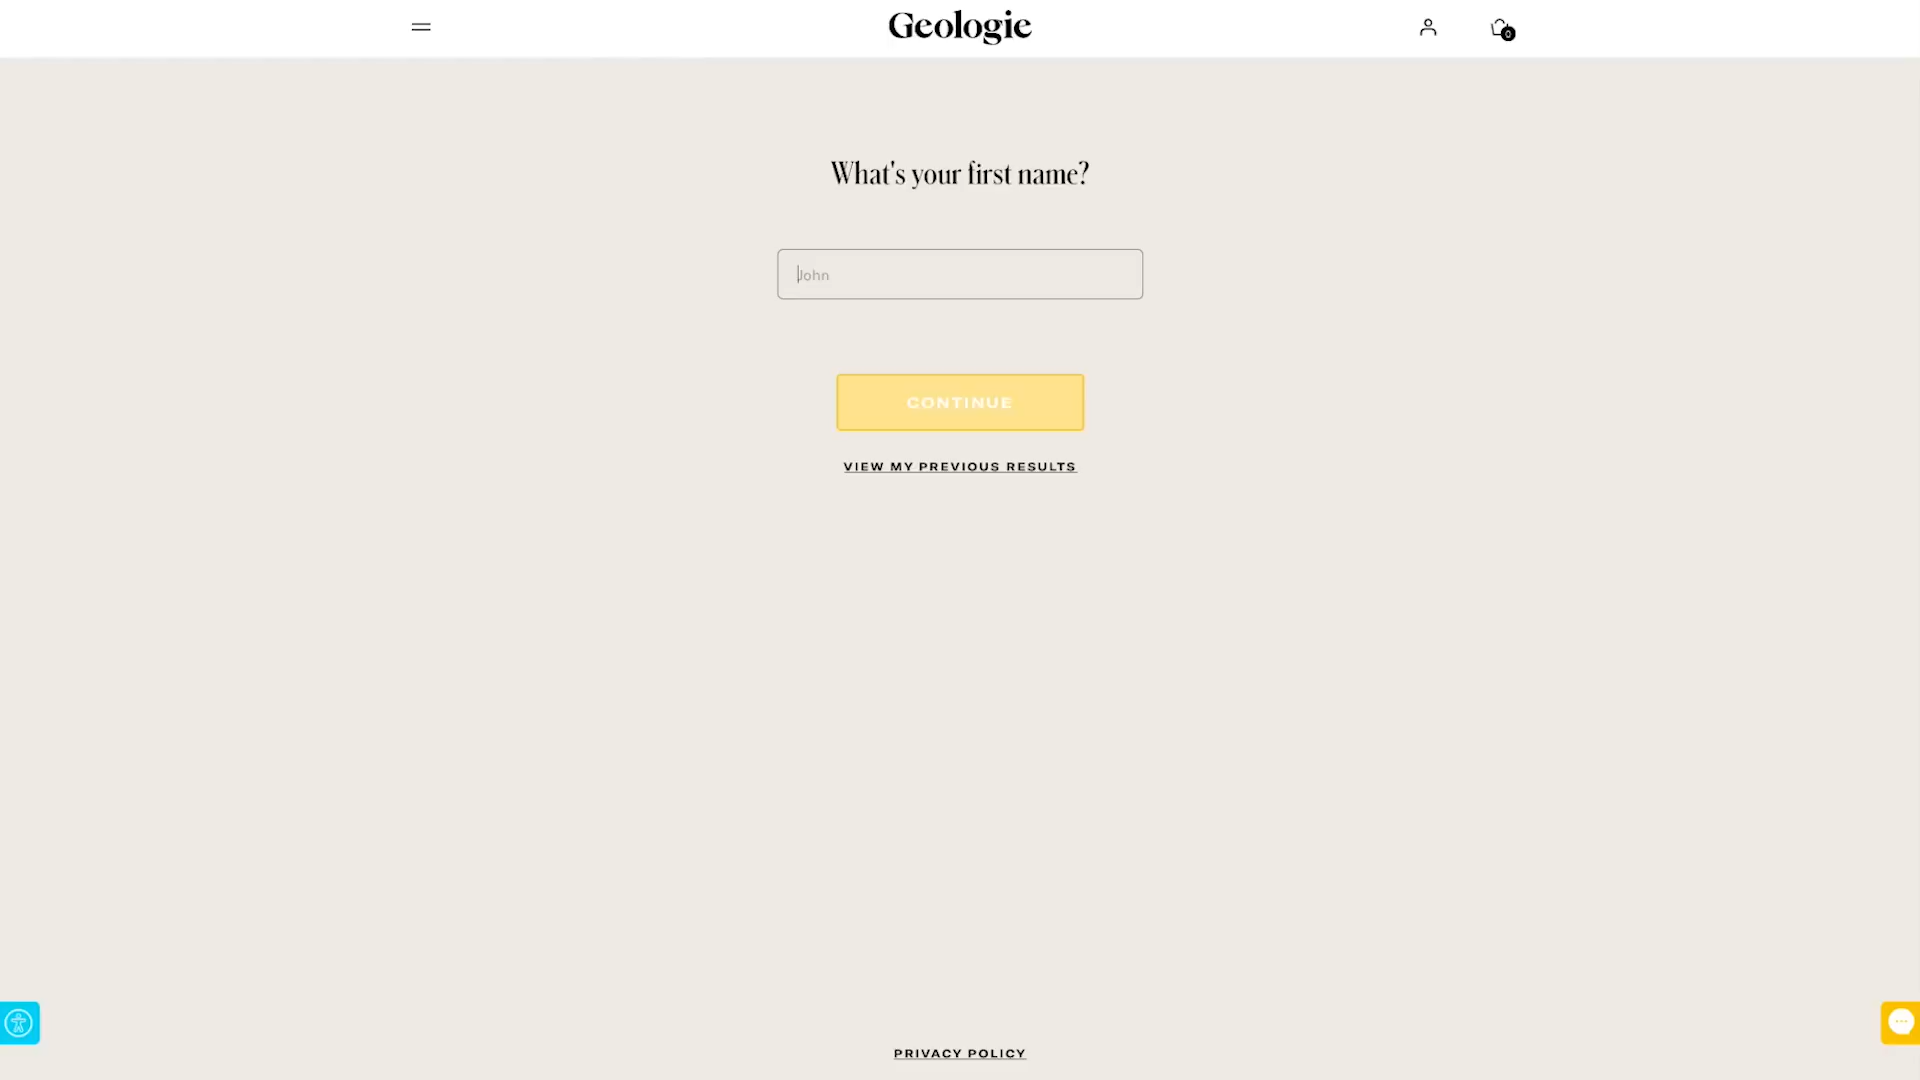 Geologie
0
What's your first name?
John
CONTINUE
VIEW MY PREVIOUS RESULTS
PRIVACY POLICY